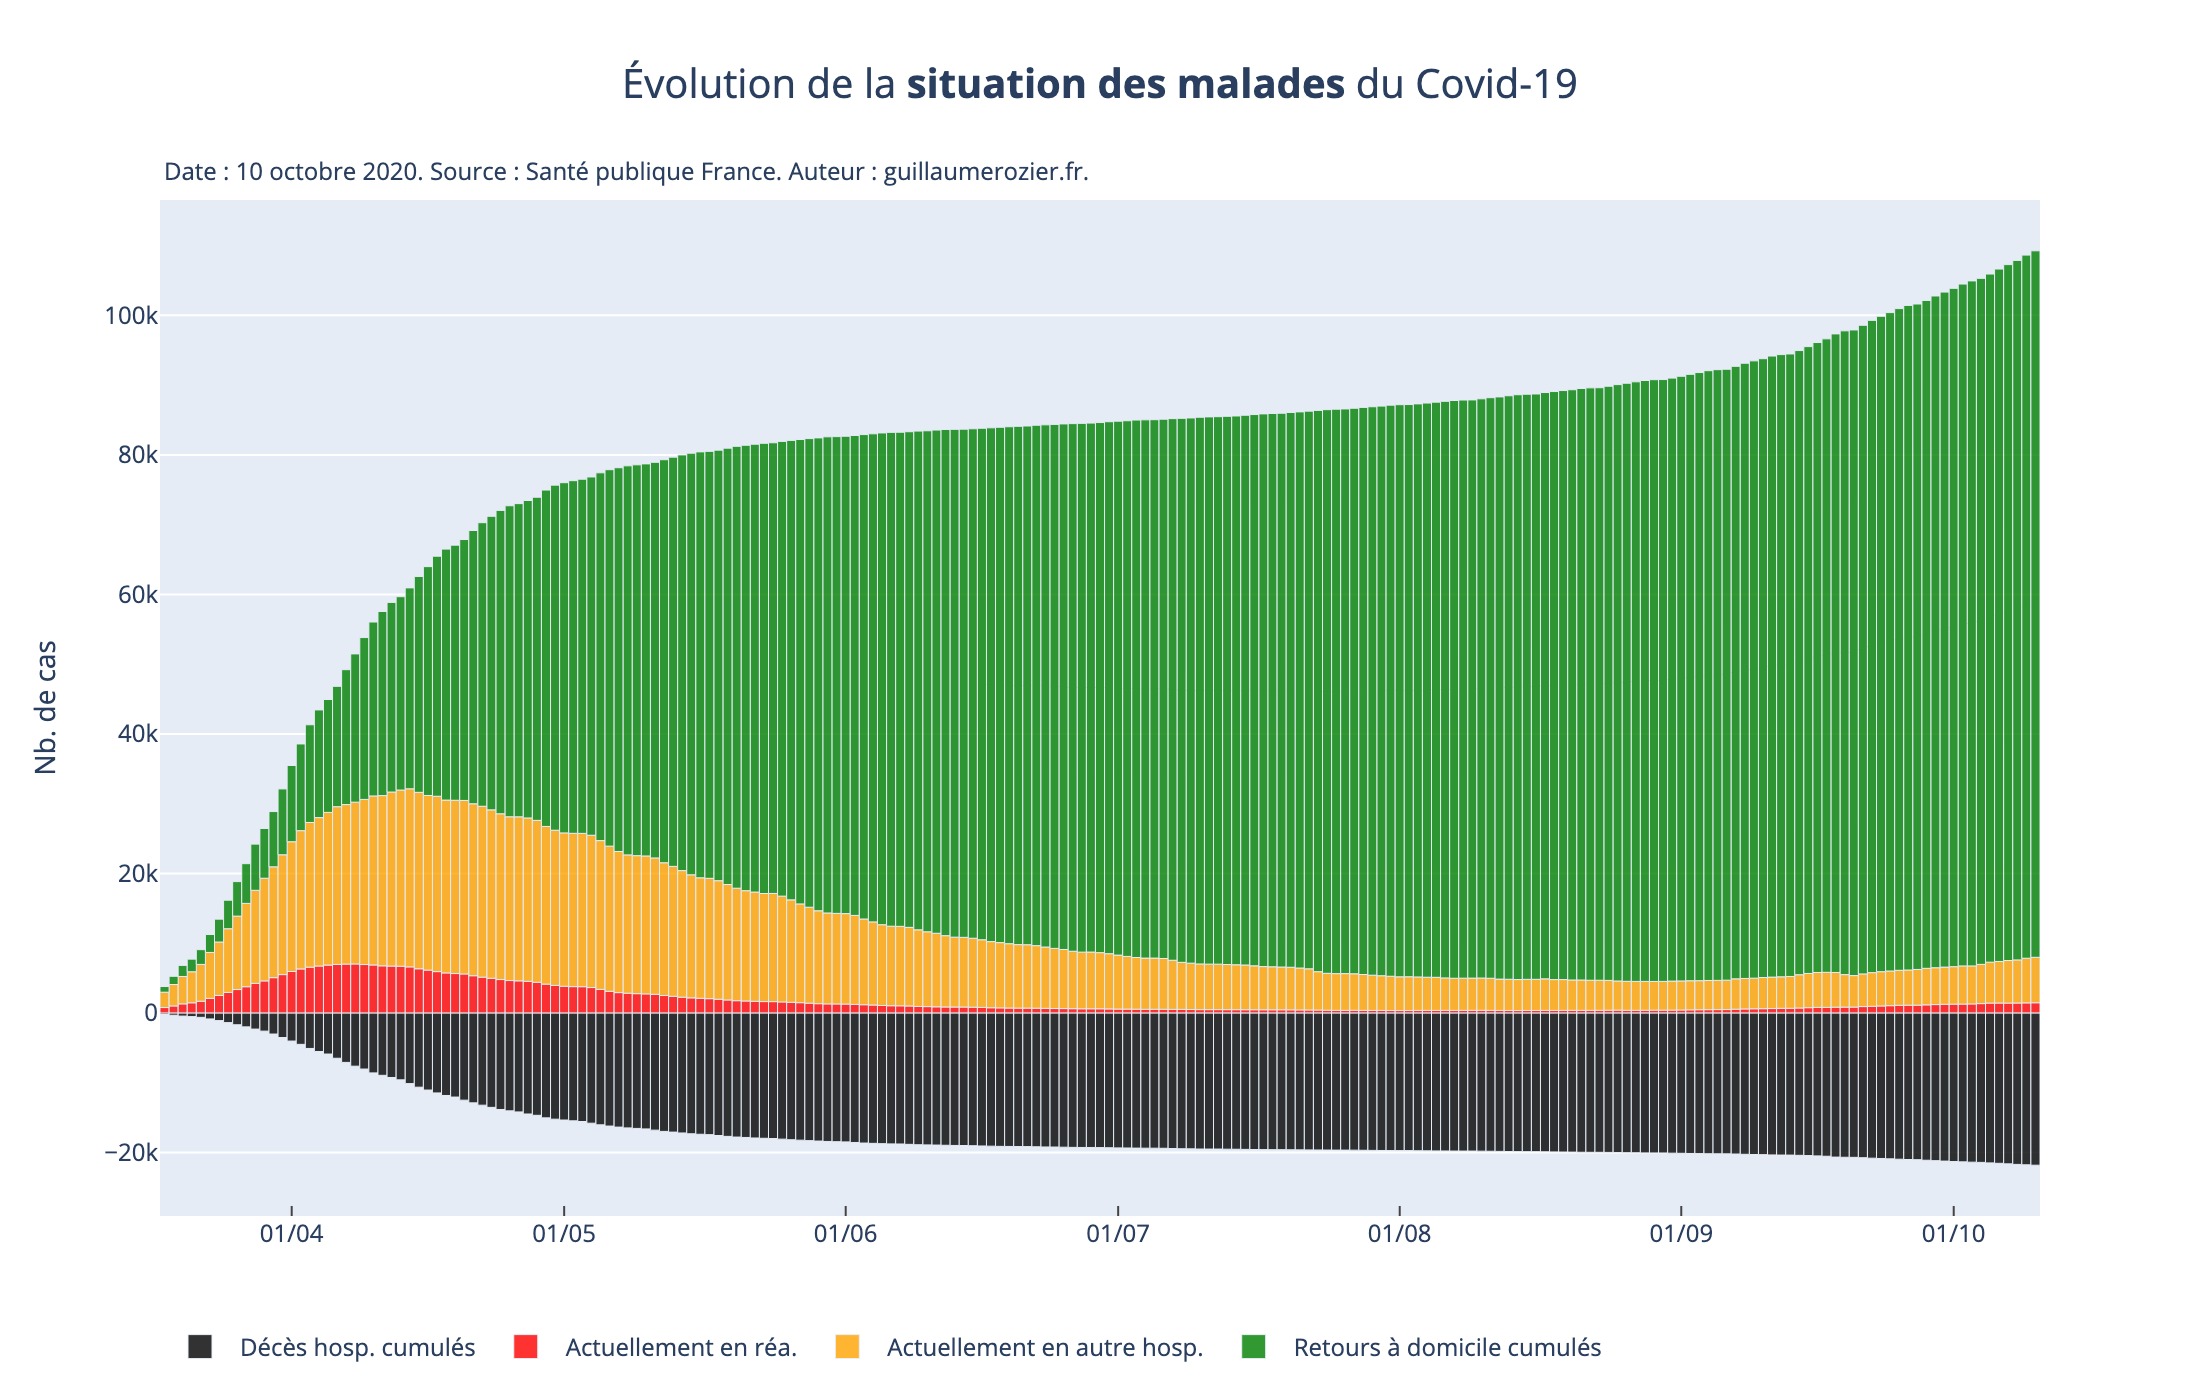 Évolution de la situation des malades du Covid-19
Date : 10 octobre 2020. Source : Santé publique France. Auteur : guillaumerozier.fr.
Nb. de cas
100k
80k
60k
40k
20k
0
−20k
01/04 01/05 01/06 01/07 01/08 01/09 01/10
Décès hosp. cumulés Actuellement en réa. Actuellement en autre hosp. Retours à domicile cumulés